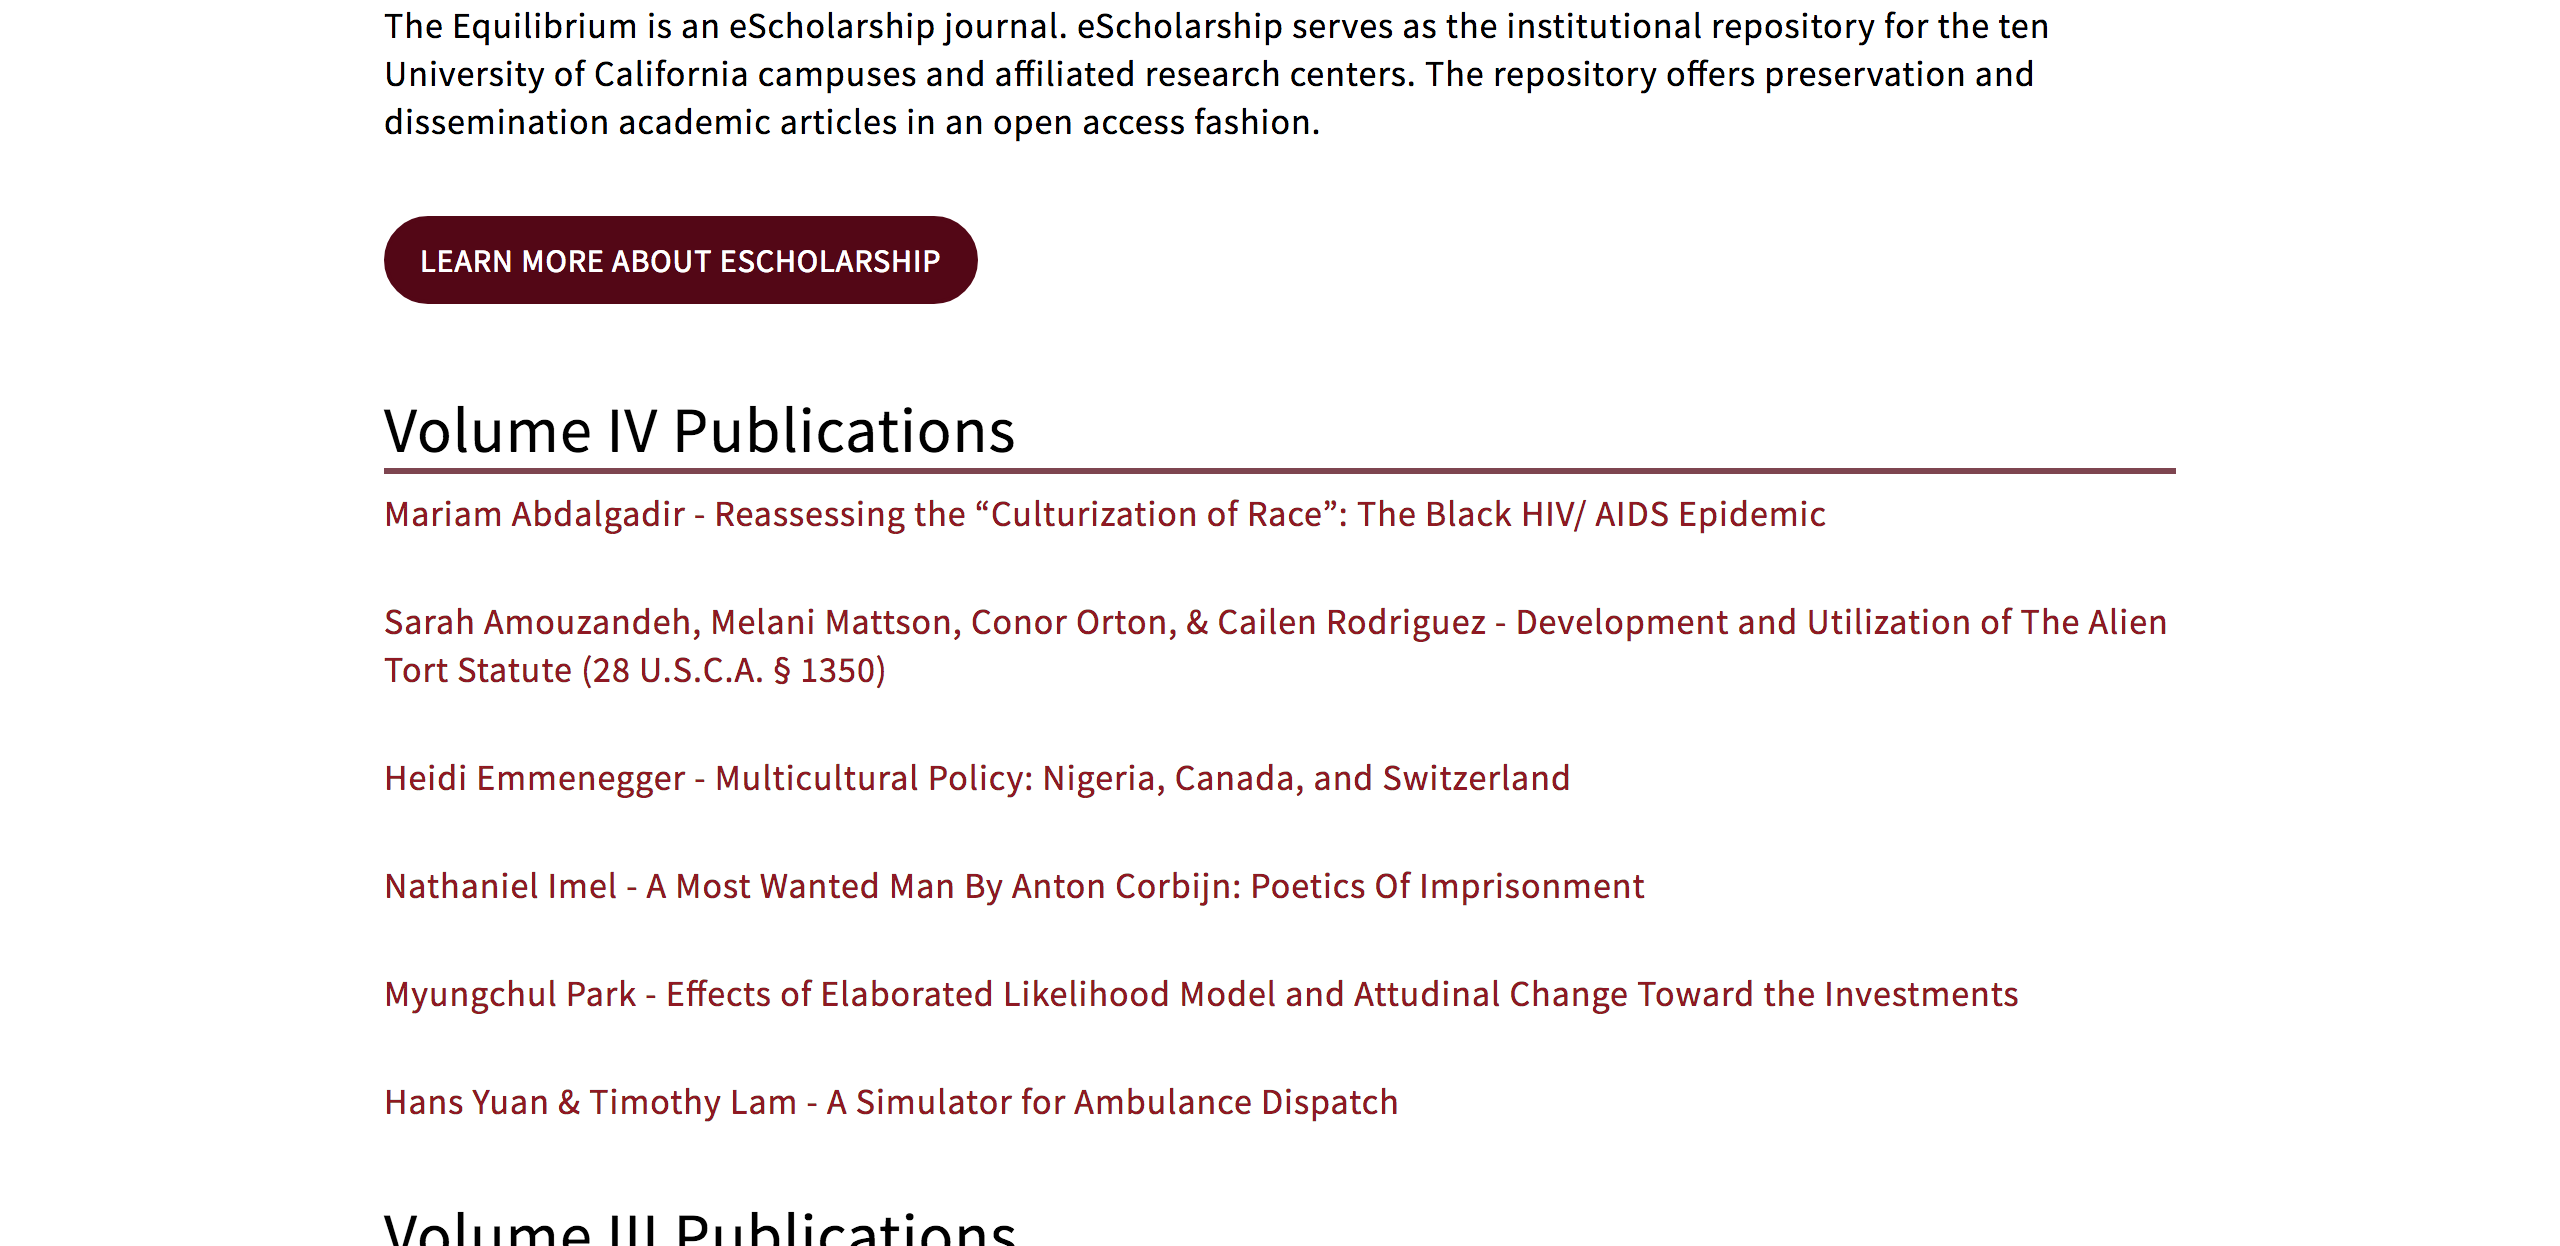 The Equilibrium is an eScholarship journal. eScholarship serves as the institutional repository for the ten
University of California campuses and affiliated research centers. The repository offers preservation and
dissemination academic articles in an open access fashion.
LEARN MORE ABOUT ESCHOLARSHIP
Volume IV Publications
Mariam Abdalgadir - Reassessing the “Culturization of Race”: The Black HIV/ AIDS Epidemic
Sarah Amouzandeh, Melani Mattson, Conor Orton, & Cailen Rodriguez - Development and Utilization of The Alien
Tort Statute (28 U.S.C.A. § 1350)
Heidi Emmenegger - Multicultural Policy: Nigeria, Canada, and Switzerland
Nathaniel Imel - A Most Wanted Man By Anton Corbijn: Poetics Of Imprisonment
Myungchul Park - Effects of Elaborated Likelihood Model and Attudinal Change Toward the Investments
Hans Yuan & Timothy Lam - A Simulator for Ambulance Dispatch
Volume III Publications